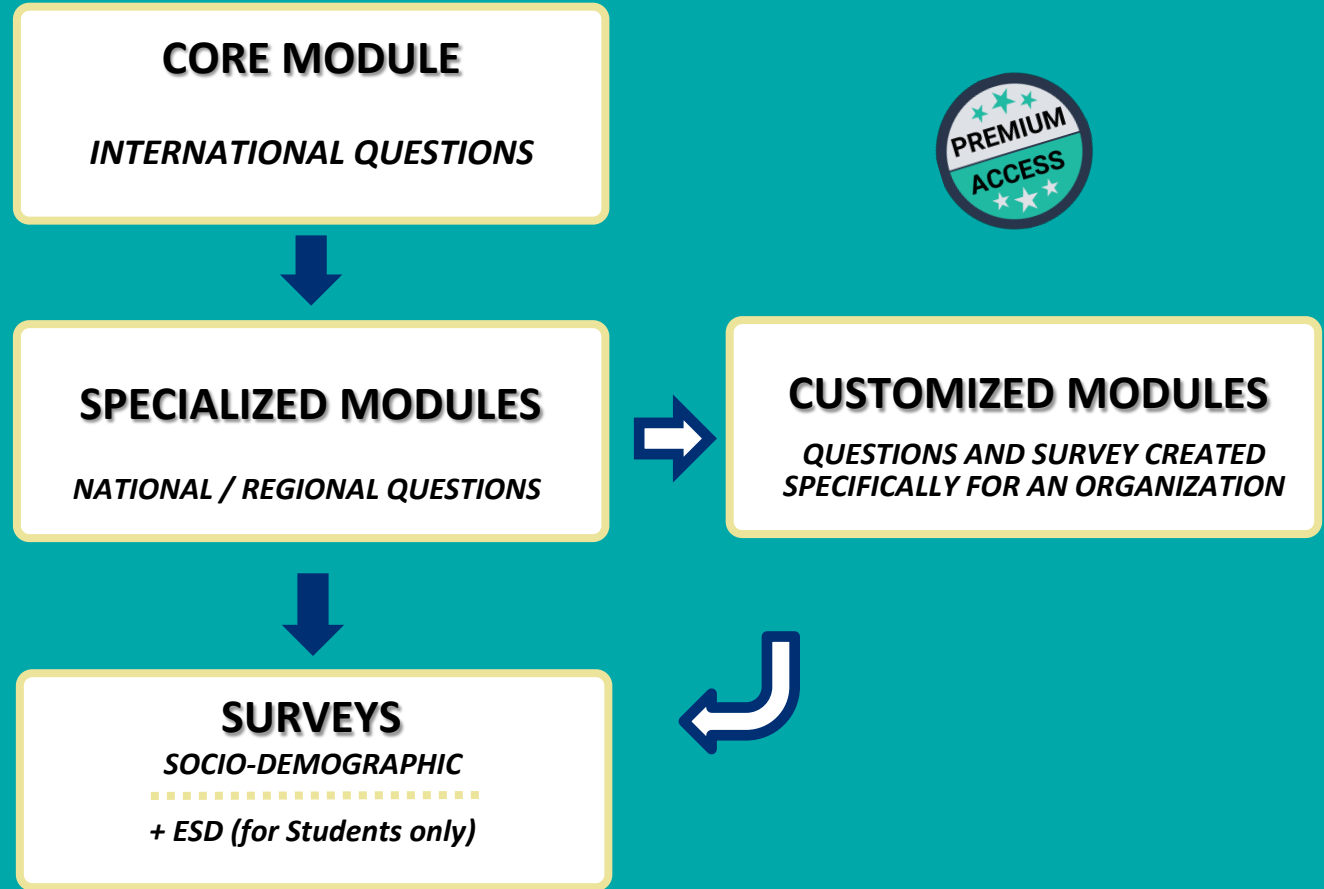 CORE MODULE
INTERNATIONAL QUESTIONS
PREMIUM
ACCESS
SPECIALIZED MODULES
NATIONAL / REGIONAL QUESTIONS
CUSTOMIZED MODULES
QUESTIONS AND SURVEY CREATED
SPECIFICALLY FOR AN ORGANIZATION
SURVEYS
SOCIO-DEMOGRAPHIC
+ ESD (for Students only)